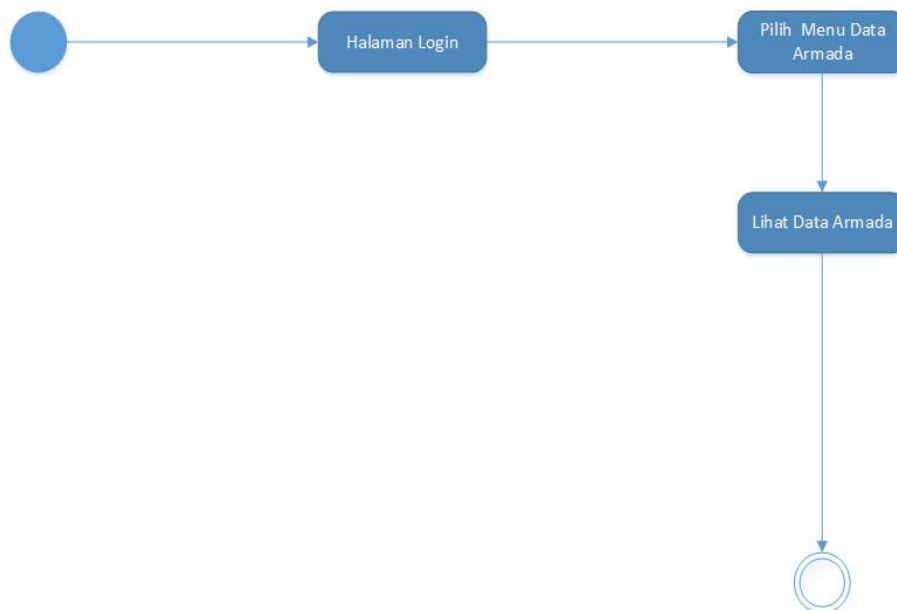 Halaman Login
Pilih Menu Data
Armada
Lihat Data Armada